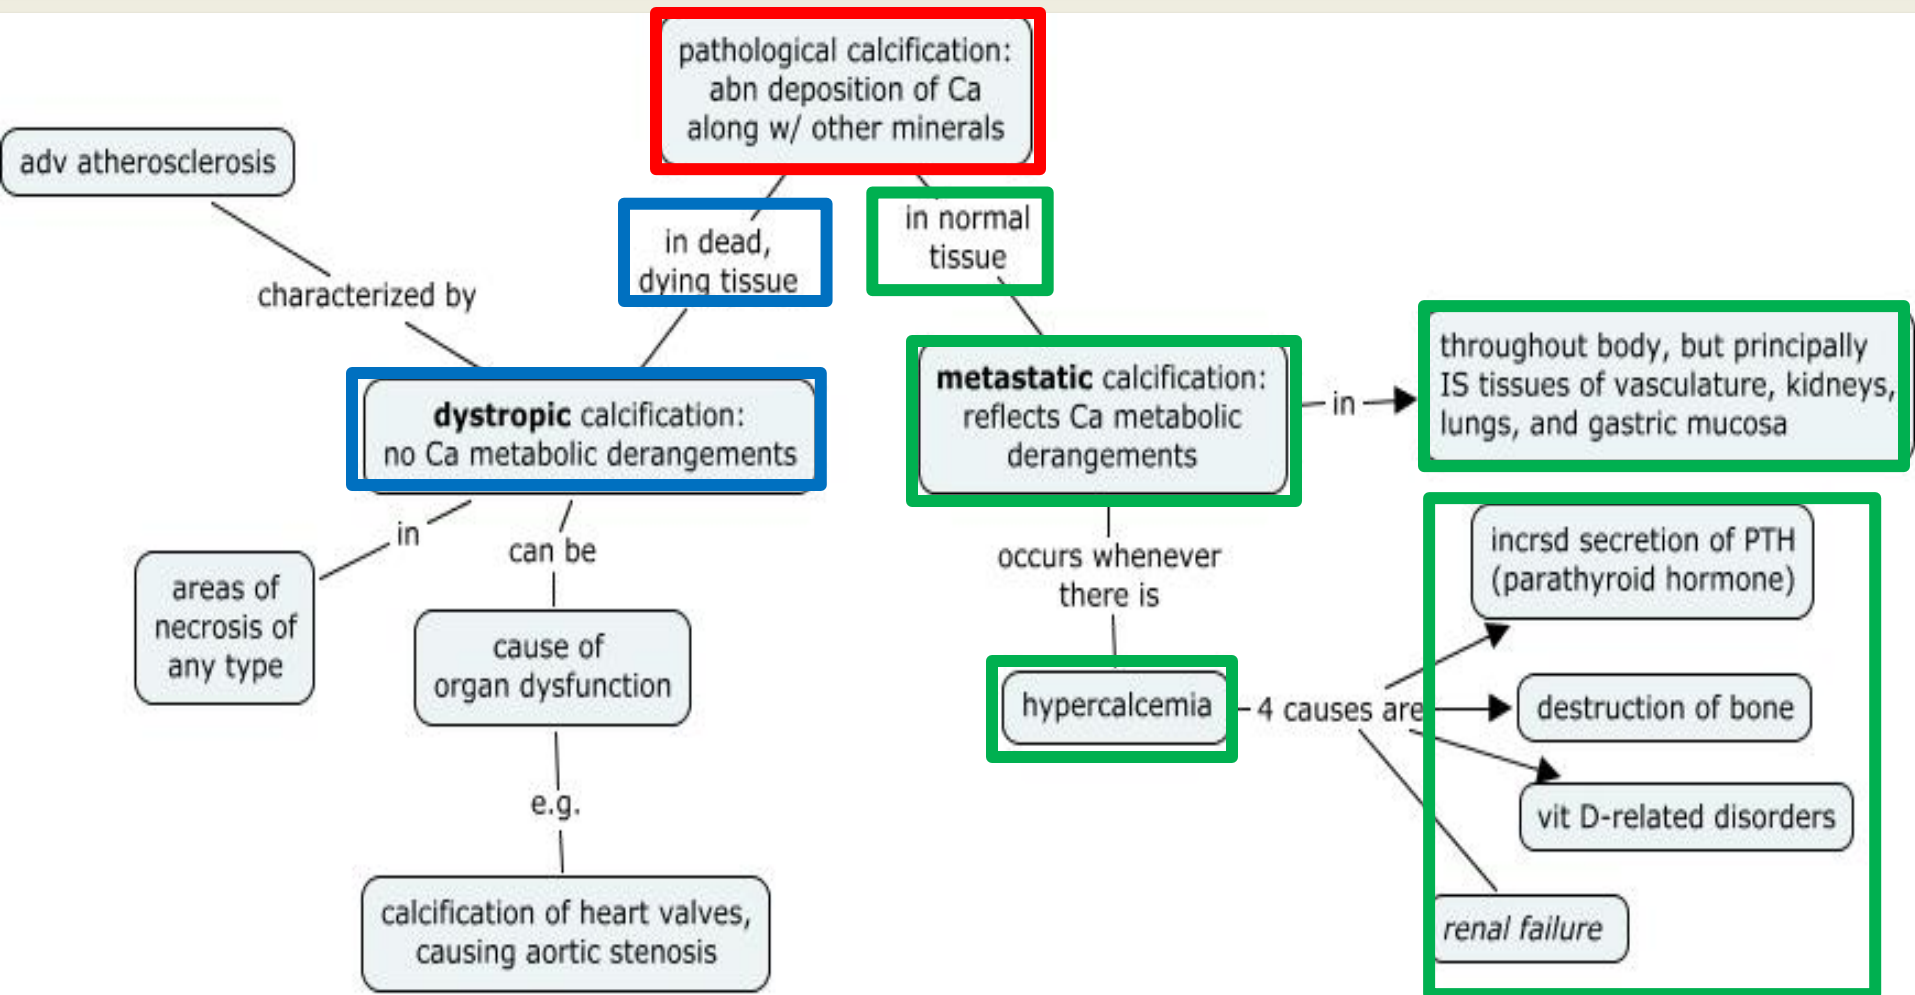 pathological calcification:
abn deposition of Ca
along w/ other minerals
adv atherosclerosis
characterized by
in dead,
dying tissue
in normal
tissue
dystropic calcification:
no Ca metabolic derangements
metastatic calcification:
reflects Ca metabolic
derangements
in
throughout body, but principally
IS tissues of vasculature, kidneys,
lungs, and gastric mucosa
in
areas of
necrosis of
any type
can be
cause of
organ dysfunction
e.g.
calcification of heart valves,
causing aortic stenosis
occurs whenever
there is
hypercalcemia
4 causes are
incrsd secretion of PTH
(parathyroid hormone)
destruction of bone
vit D-related disorders
renal failure